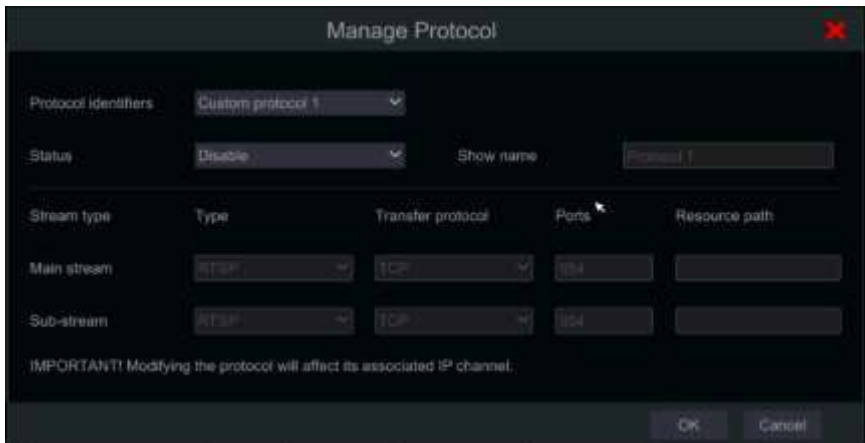 Manage Protocol
Protocol identifiers Custom protocol 1
Status Disable Show name Protocol 1
Stream type Type Transfer protocol Ports Resource path
Main stream RTSP TCP 554
Sub-stream RTSP TCP 554
IMPORTANT! Modifying the protocol will affect its associated IP channel.
OK Cancel